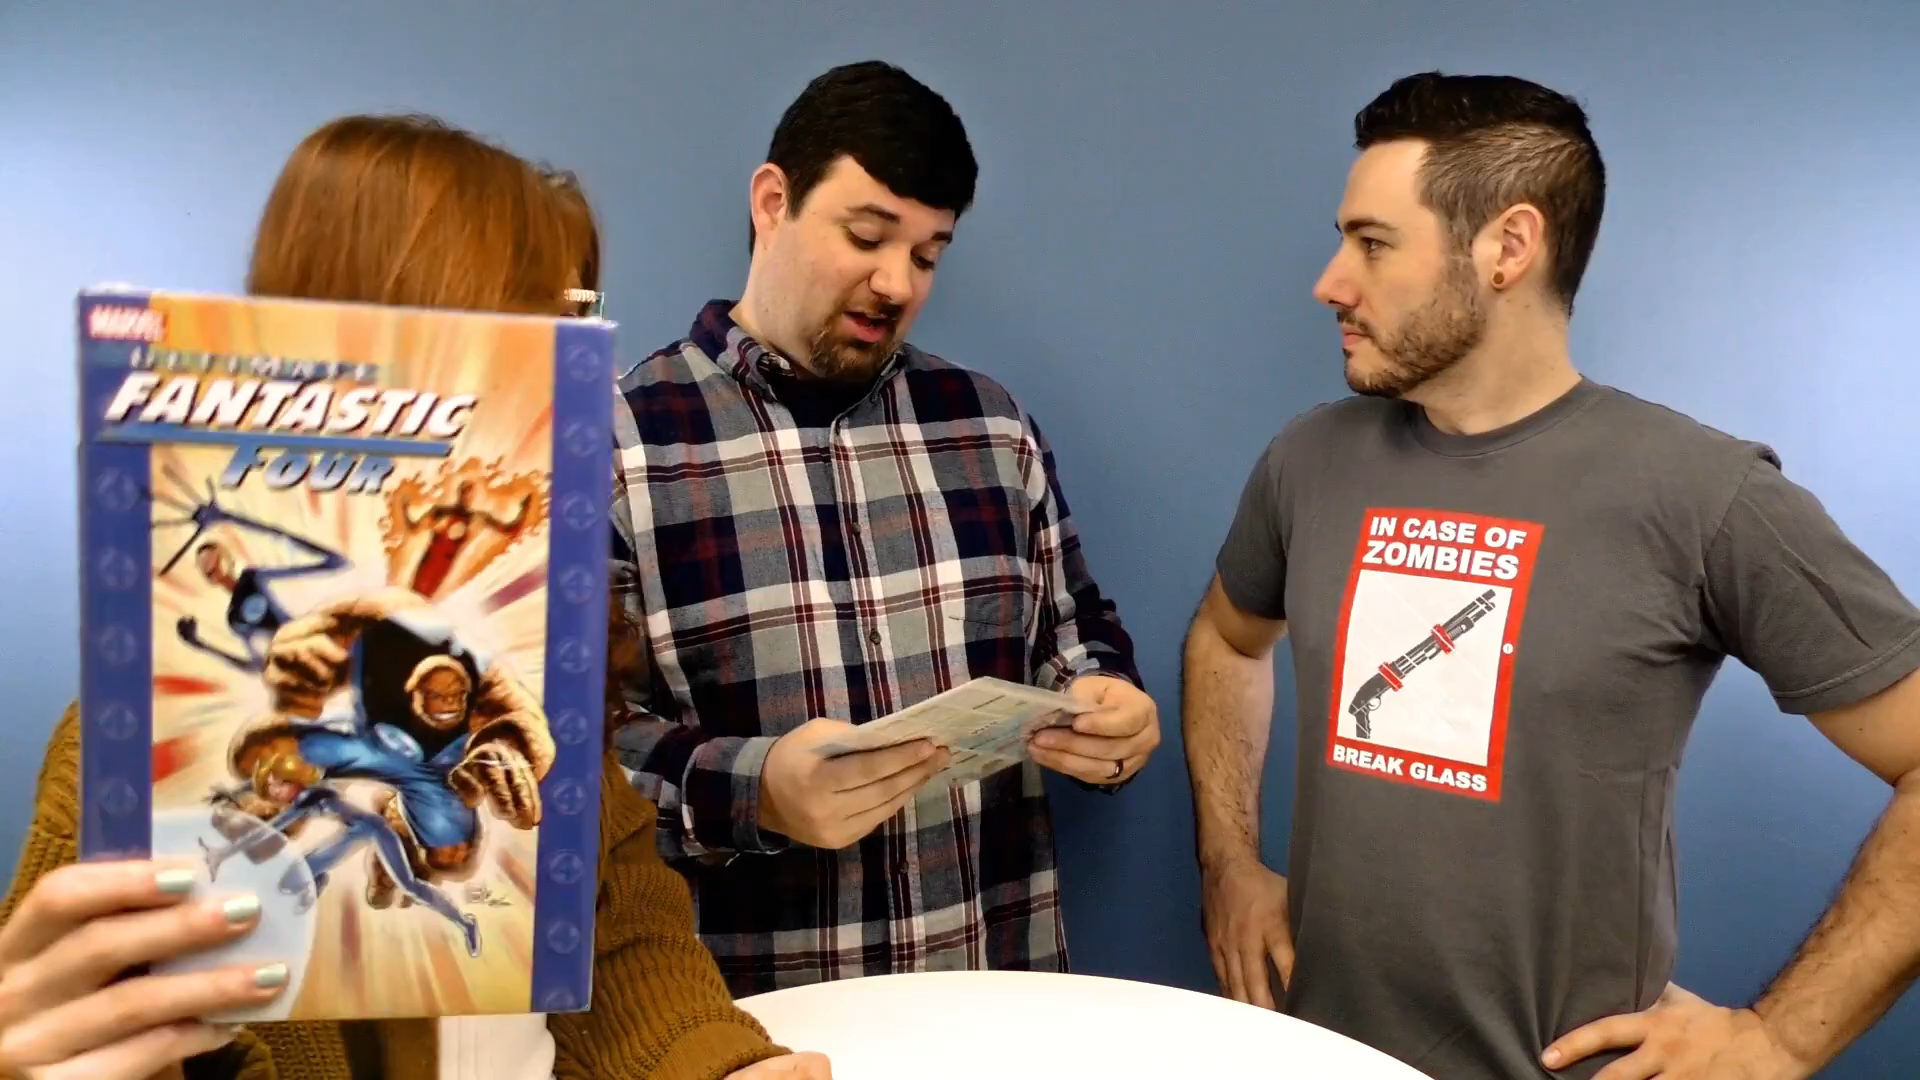 MARVEL
ULTIMATE
FANTASTIC
FOUR
IN CASE OF
ZOMBIES
BREAK GLASS